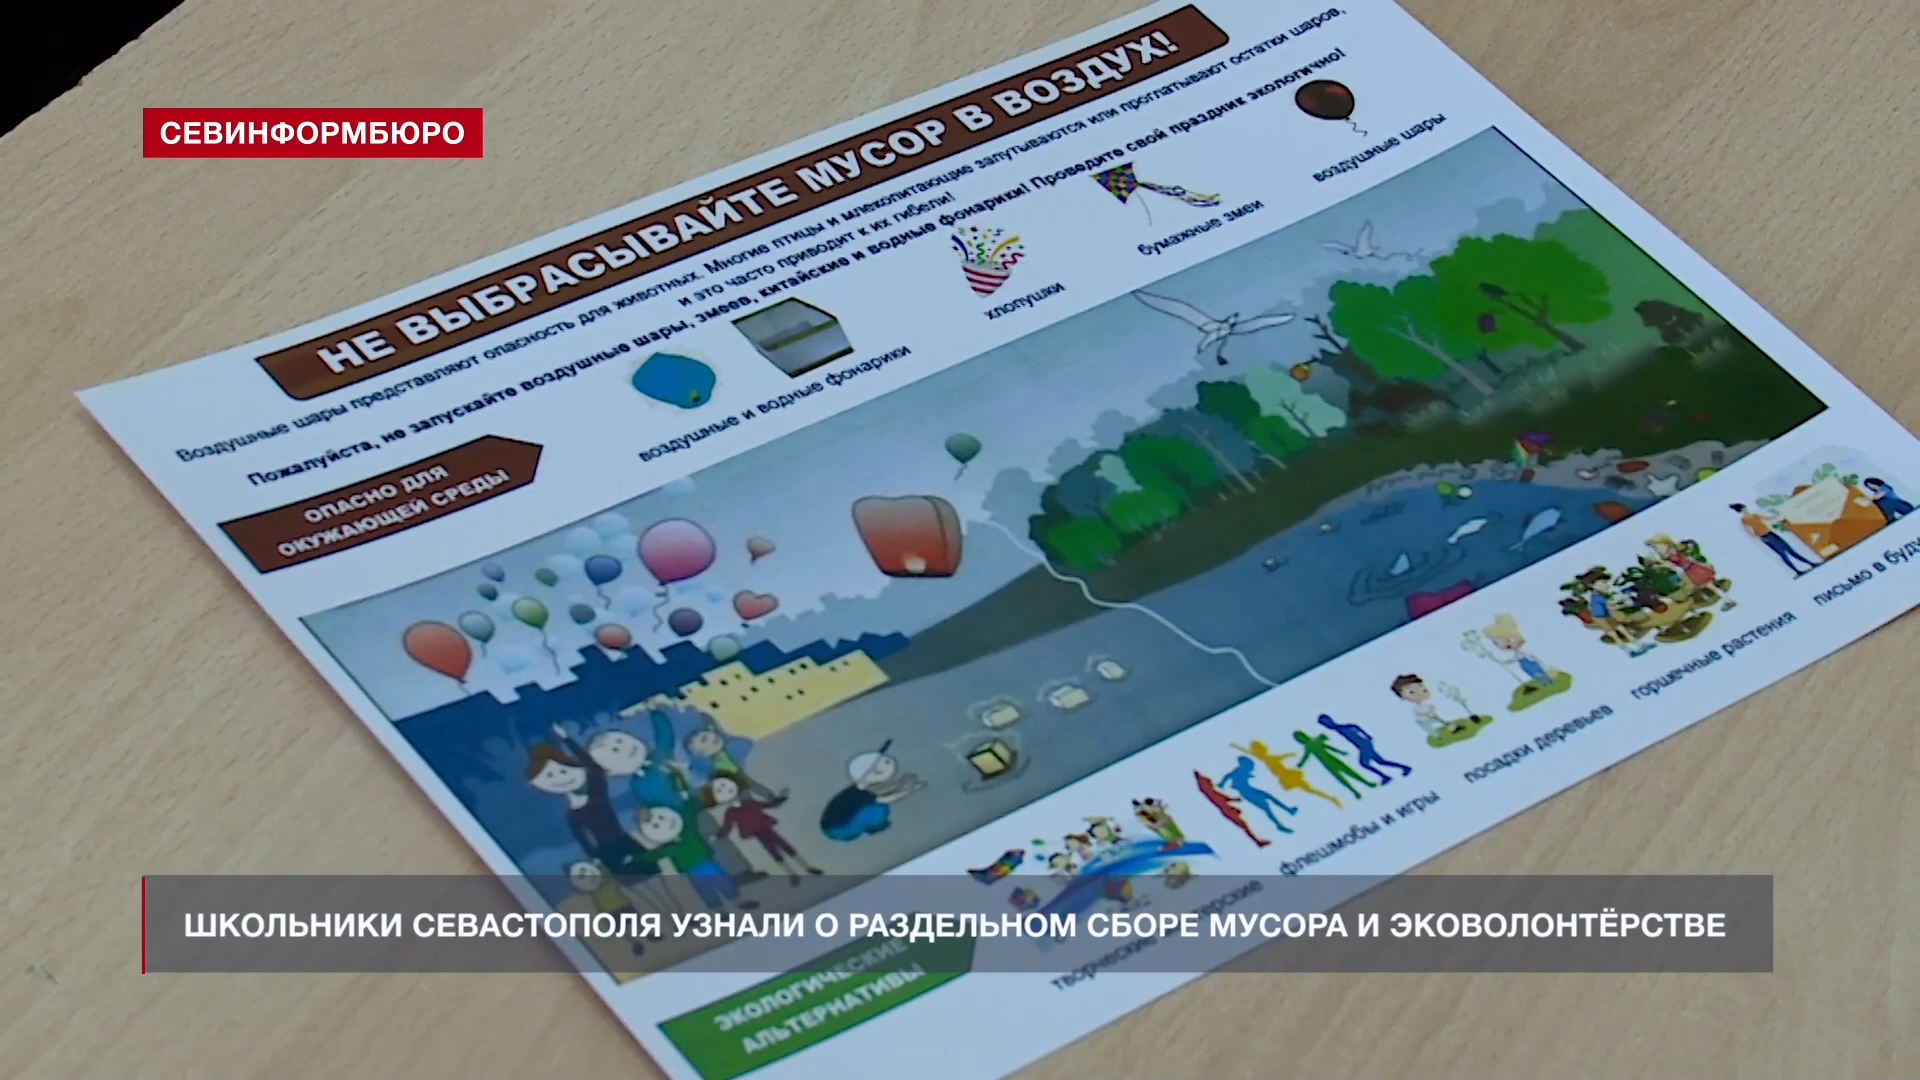 СЕВИНФОРМБЮРО
НЕ ВЫБРАСЫВАЙТЕ МУСОР В ВОЗДУХ!
Воздушные шары представляют опасность для животных. Многие птицы и млекопитающие запутываются или проглатывают остатки шаров,
и это часто приводит к их гибели!
Пожалуйста, не запускайте воздушные шары, змеев, китайские и водные фонарики! Проведите свой праздник экологично!
ОПАСНО ДЛЯ
ОКУЖАЮЩЕЙ СРЕДЫ
воздушные и водные фонарики
хлопушки
бумажные змеи
воздушные шары
ЭКОЛОГИЧЕСКИЕ
АЛЬТЕРНАТИВЫ
творческие
флешмобы и игры
посадки деревьев
горшечные растения
письмо в
ШКОЛЬНИКИ СЕВАСТОПОЛЯ УЗНАЛИ О РАЗДЕЛЬНОМ СБОРЕ МУСОРА И ЭКОВОЛОНТЁРСТВЕ